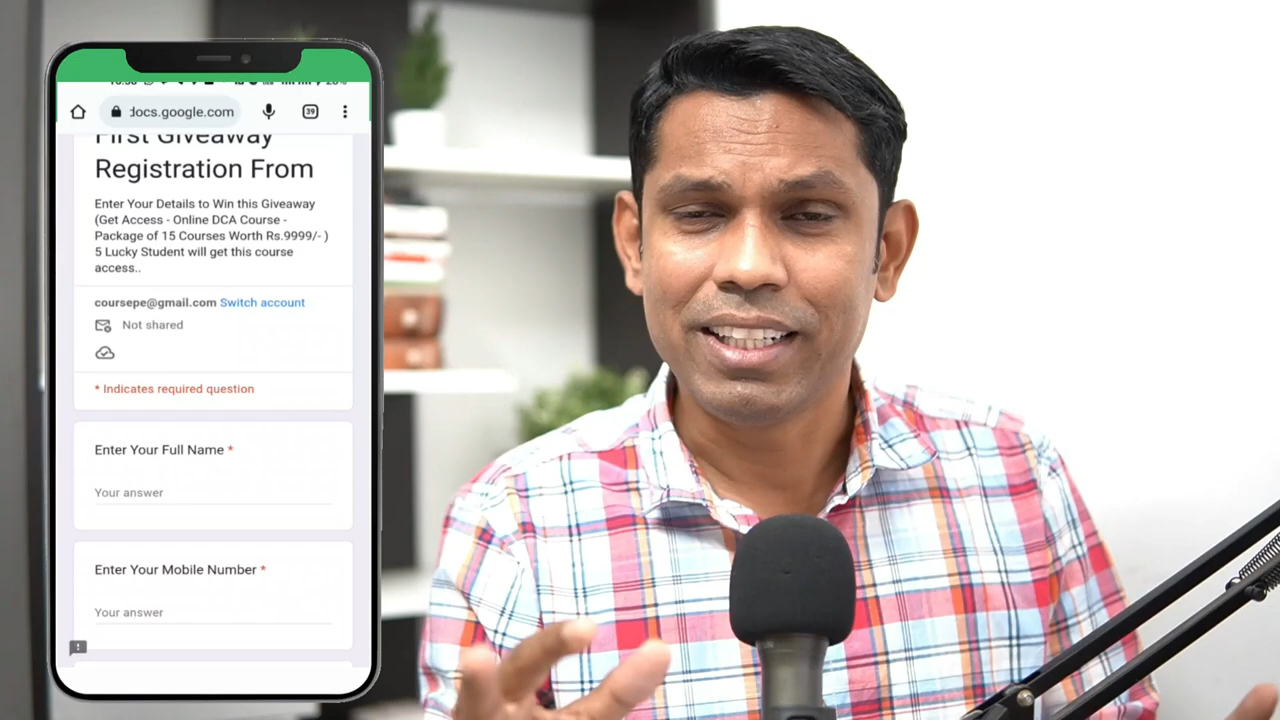 docs.google.com
39
First Giveaway
Registration From
Enter Your Details to Win this Giveaway
(Get Access - Online DCA Course -
Package of 15 Courses Worth Rs.9999/- )
5 Lucky Student will get this course
access..
coursepe@gmail.com Switch account
Not shared
* Indicates required question
Enter Your Full Name *
Your answer
Enter Your Mobile Number *
Your answer